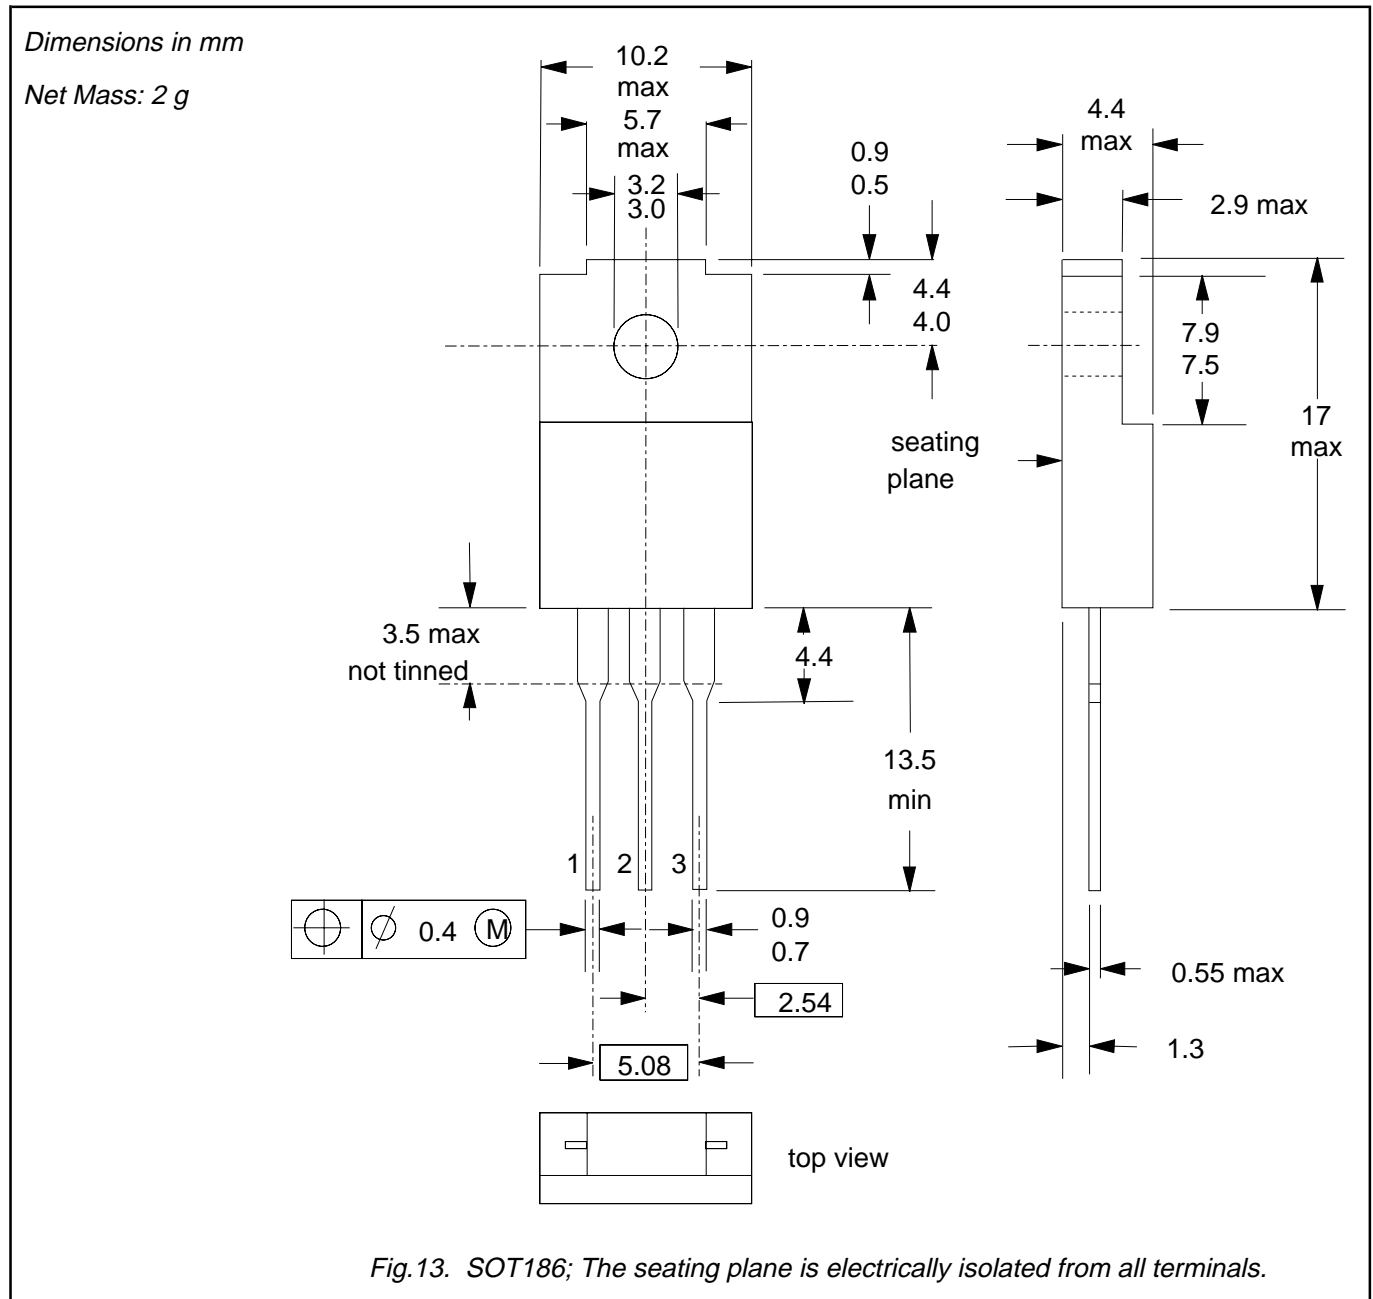 Dimensions in mm
Net Mass: 2 g
10.2
max
5.7
max
3.2
3.0
0.9
0.5
4.4
4.0
4.4
max
2.9 max
7.9
7.5
17
max
seating
plane
3.5 max
not tinned
4.4
13.5
min
1 2 3
0.4 M
0.9
0.7
2.54
5.08
0.55 max
1.3
top view
Fig.13. SOT186; The seating plane is electrically isolated from all terminals.